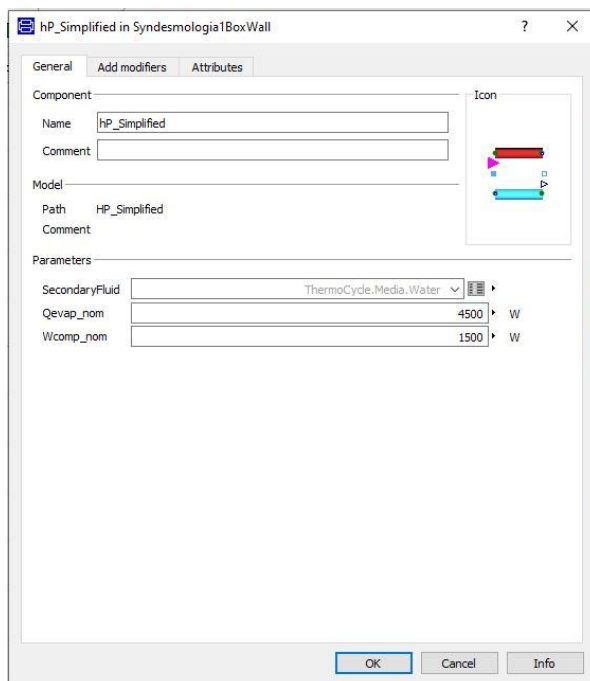 hP_Simplified in Syndesmologia1BoxWall ? ×
General Add modifiers Attributes
Component
Icon
Name hP_Simplified
Comment
Model
Path HP_Simplified
Comment
Parameters
SecondaryFluid ThermoCycle.Media.Water
Qevap_nom 4500 W
Wcomp_nom 1500 W
OK Cancel Info